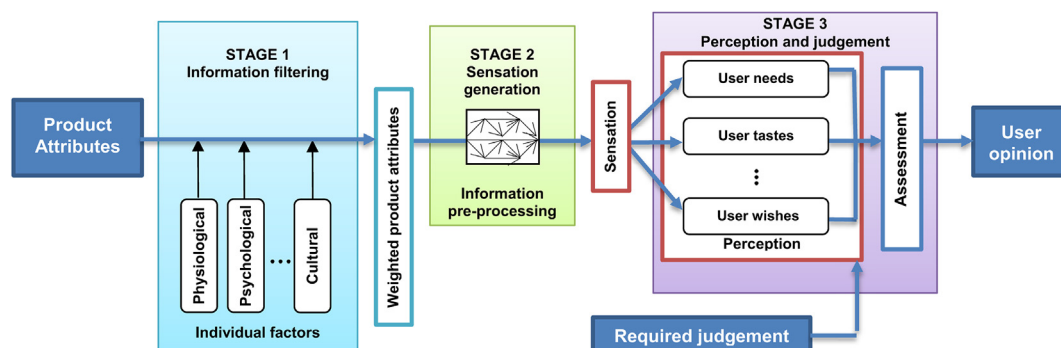 Product
Attributes
STAGE 1
Information filtering
Physiological
Psychological
...
Cultural
Individual factors
Weighted product attributes
STAGE 2
Sensation
generation
Information
pre-processing
Sensation
STAGE 3
Perception and judgement
User needs
User tastes
...
User wishes
Perception
Assessment
Required judgement
User
opinion